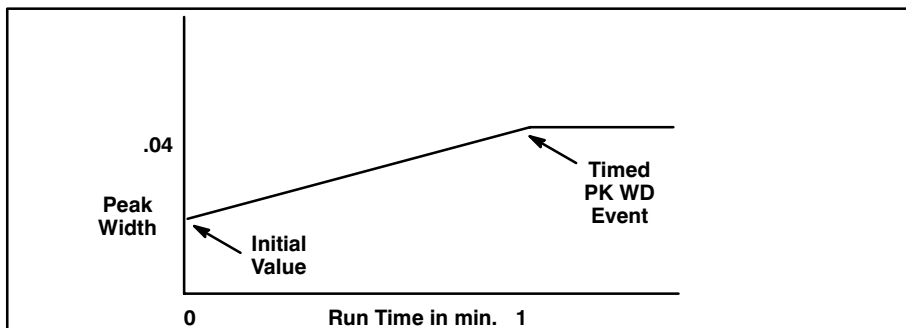 .04
Peak
Width
Initial
Value
Timed
PK WD
Event
0
Run Time in min.
1